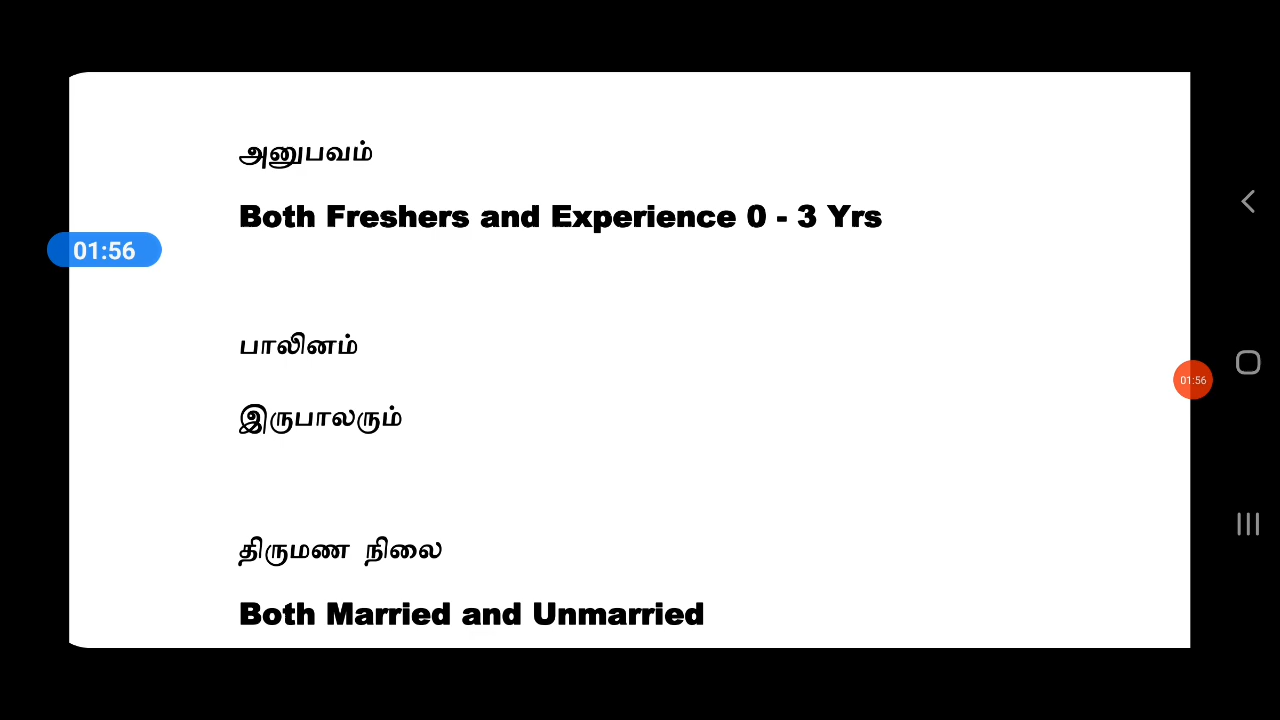 அனுபவம்
Both Freshers and Experience 0 - 3 Yrs
01:56
பாலினம்
01:56
இருபாலரும்
திருமண நிலை
Both Married and Unmarried